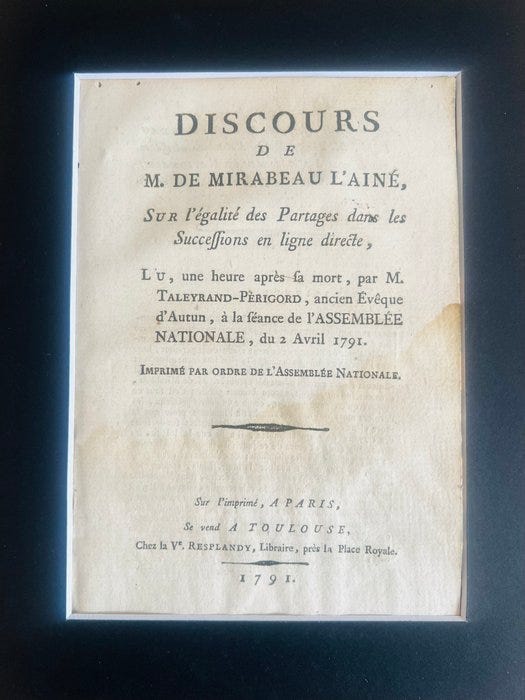 DISCOURS
DE
M. DE MIRABEAU L'AINÉ,
SUR l'égalité des Partages dans les
Succeſſions en ligne directe,
LU, une heure après ſa mort, par M.
TALEYRAND-PÈRIGORD, ancien Évêque
d'Autun, à la ſéance de l'ASSEMBLÉE
NATIONALE, du 2 Avril 1791.
IMPRIMÉ PAR ORDRE DE L'ASSEMBLÉE NATIONALE.
Sur l'imprimé, A PARIS,
Se vend A TOULOUSE,
Chez la Ve. RESPLANDY, Libraire, près la Place Royale.
1791.